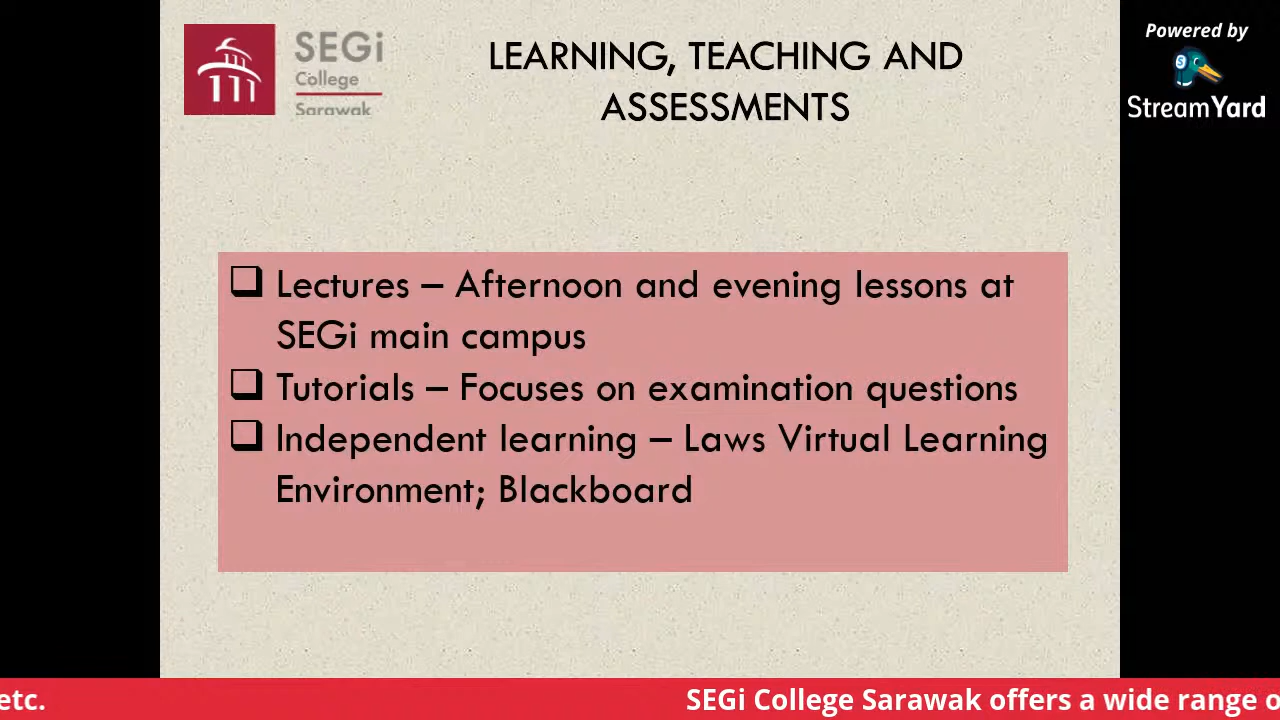 SEGi
College
Sarawak
LEARNING, TEACHING AND
ASSESSMENTS
Powered by
StreamYard
❑ Lectures – Afternoon and evening lessons at
SEGi main campus
❑ Tutorials – Focuses on examination questions
❑ Independent learning – Laws Virtual Learning
Environment; Blackboard
etc. SEGi College Sarawak offers a wide range